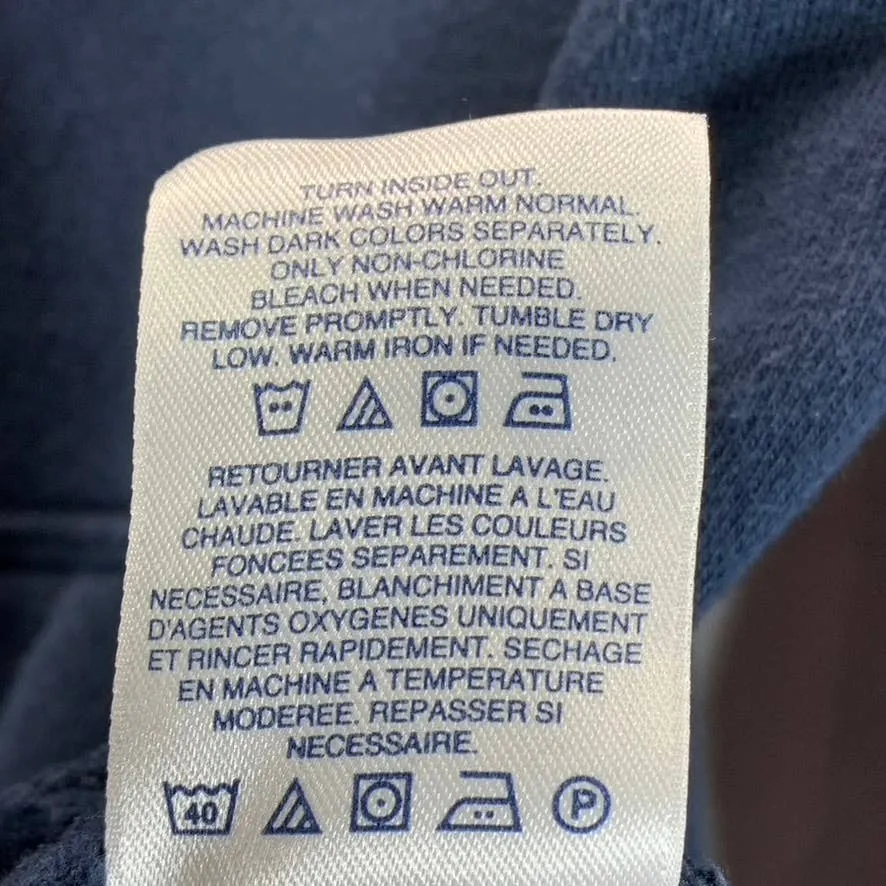 TURN INSIDE OUT.
MACHINE WASH WARM NORMAL.
WASH DARK COLORS SEPARATELY.
ONLY NON-CHLORINE
BLEACH WHEN NEEDED.
REMOVE PROMPTLY. TUMBLE DRY
LOW. WARM IRON IF NEEDED.
RETOURNER AVANT LAVAGE.
LAVABLE EN MACHINE A L'EAU
CHAUDE. LAVER LES COULEURS
FONCEES SEPAREMENT. SI
NECESSAIRE, BLANCHIMENT A BASE
D'AGENTS OXYGENES UNIQUEMENT
ET RINCER RAPIDEMENT. SECHAGE
EN MACHINE A TEMPERATURE
MODEREE. REPASSER SI
NECESSAIRE.
40 P